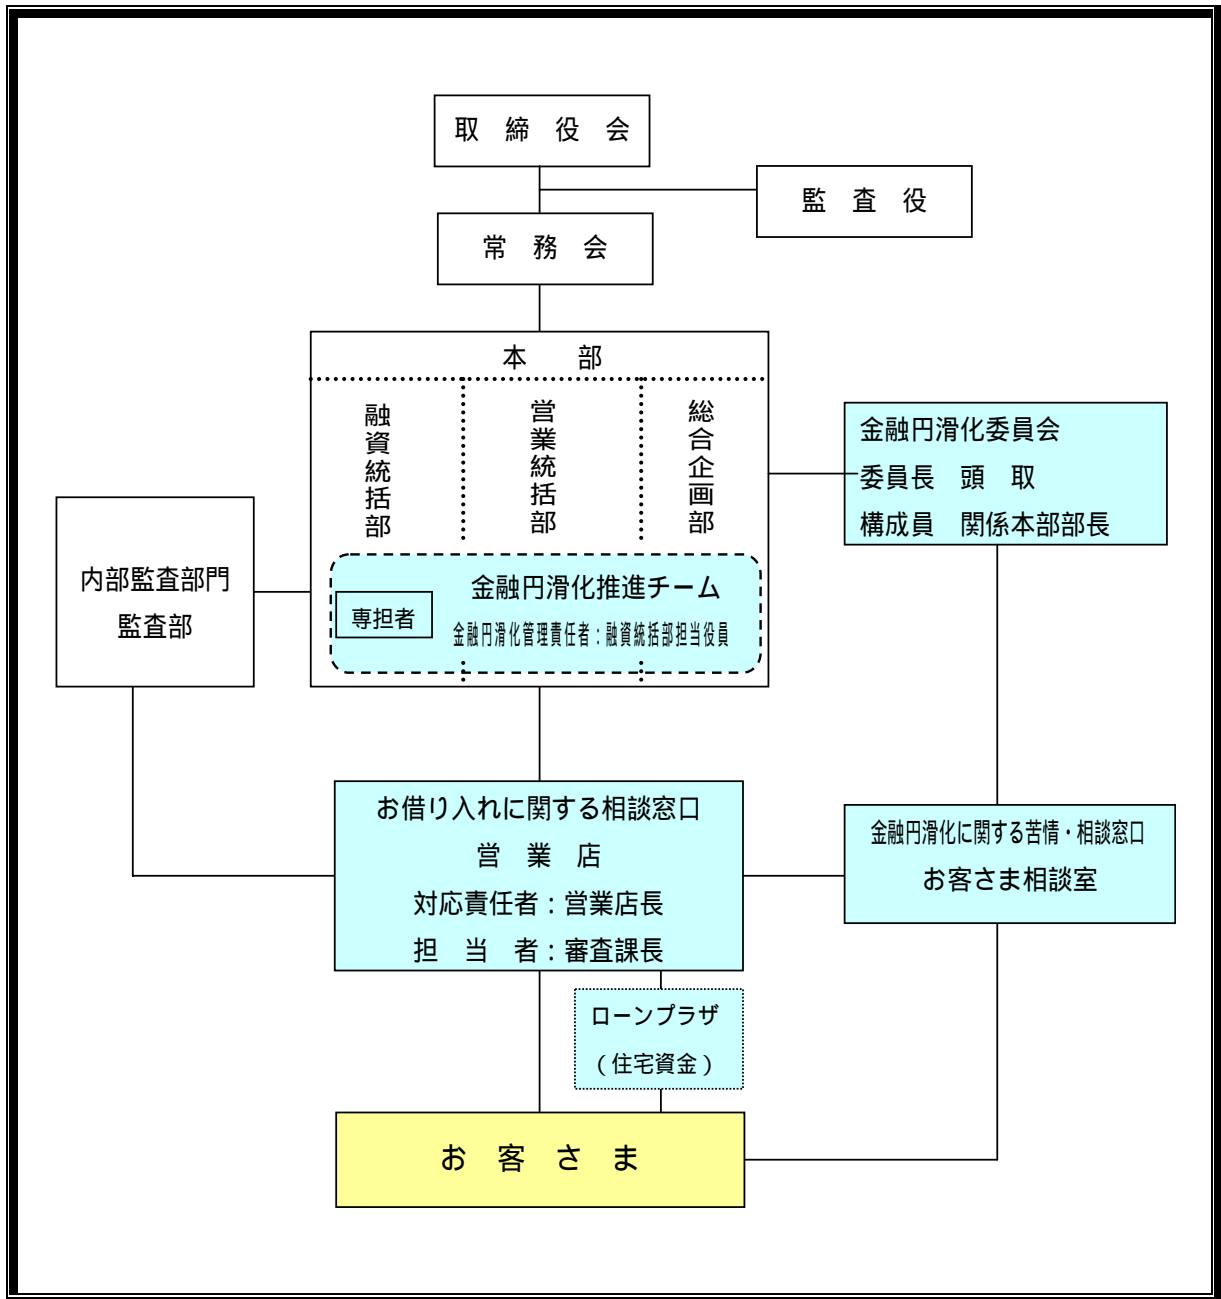 取　締　役　会
監　査　役
常　務　会
本　　部
融資統括部
営業統括部
総合企画部
金融円滑化委員会
委員長　頭　取
構成員　関係本部部長
内部監査部門
監査部
金融円滑化推進チーム
専担者
金融円滑化管理責任者：融資統括部担当役員
お借り入れに関する相談窓口
営　業　店
対応責任者：営業店長
担　当　者：審査課長
金融円滑化に関する苦情・相談窓口
お客さま相談室
ローンプラザ
（住宅資金）
お　客　さ　ま